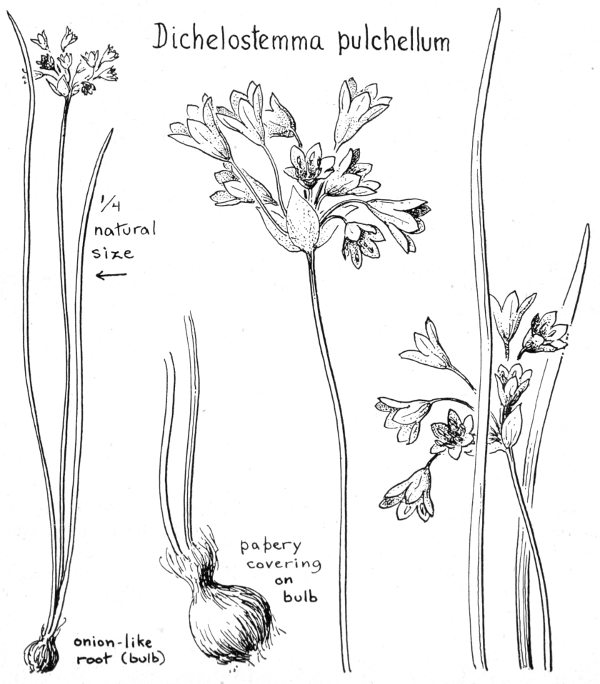 Dichelostemma pulchellum
1/4
natural
size
papery
covering
on
bulb
onion-like
root (bulb)